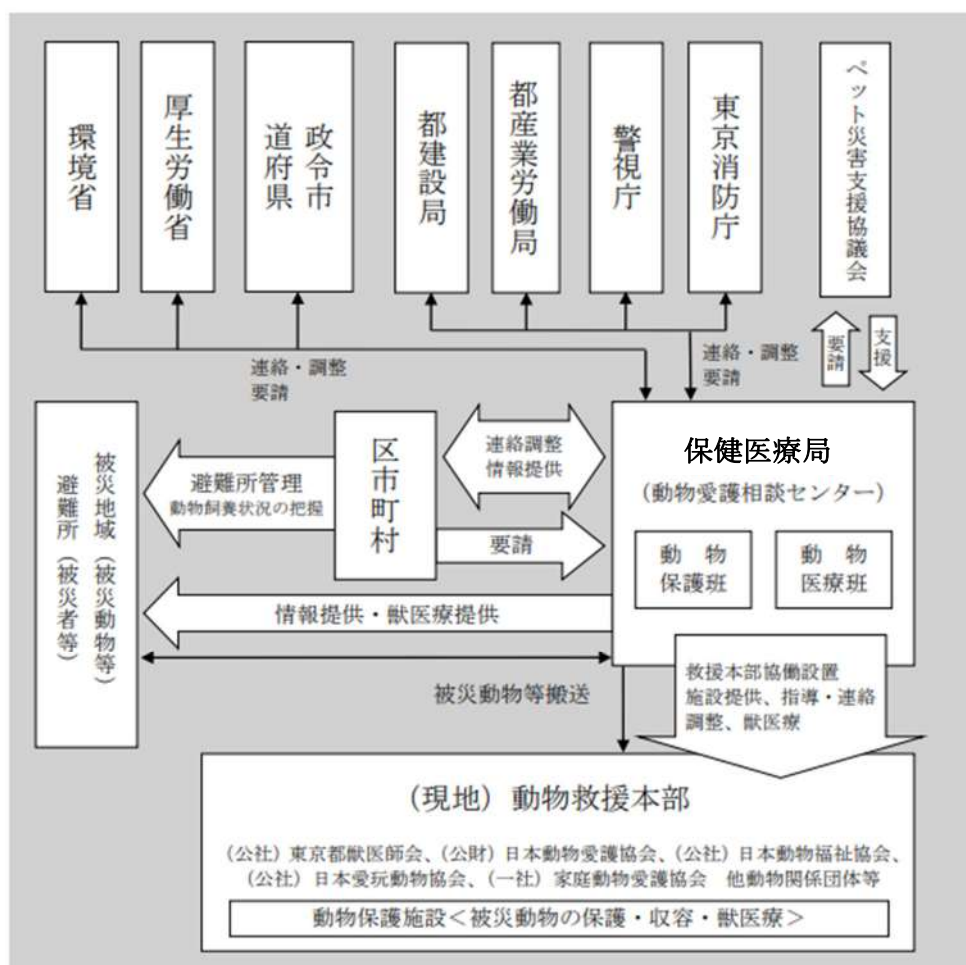 環境省
厚生労働省
政令市
道府県
都建設局
都産業労働局
警視庁
東京消防庁
ペット災害支援協議会
連絡・調整
要請
連絡・調整
要請
要請
支援
被災地域（被災動物等）
避難所（被災者等）
避難所管理
動物飼養状況の把握
区市町村
連絡調整
情報提供
要請
保健医療局
（動物愛護相談センター）
動　物
保護班
動　物
医療班
情報提供・獣医療提供
被災動物等搬送
救援本部協働設置
施設提供、指導・連絡
調整、獣医療
（現地）動物救援本部
（公社）東京都獣医師会、（公財）日本動物愛護協会、（公社）日本動物福祉協会、
（公社）日本愛玩動物協会、（一社）家庭動物愛護協会　他動物関係団体等
動物保護施設＜被災動物の保護・収容・獣医療＞